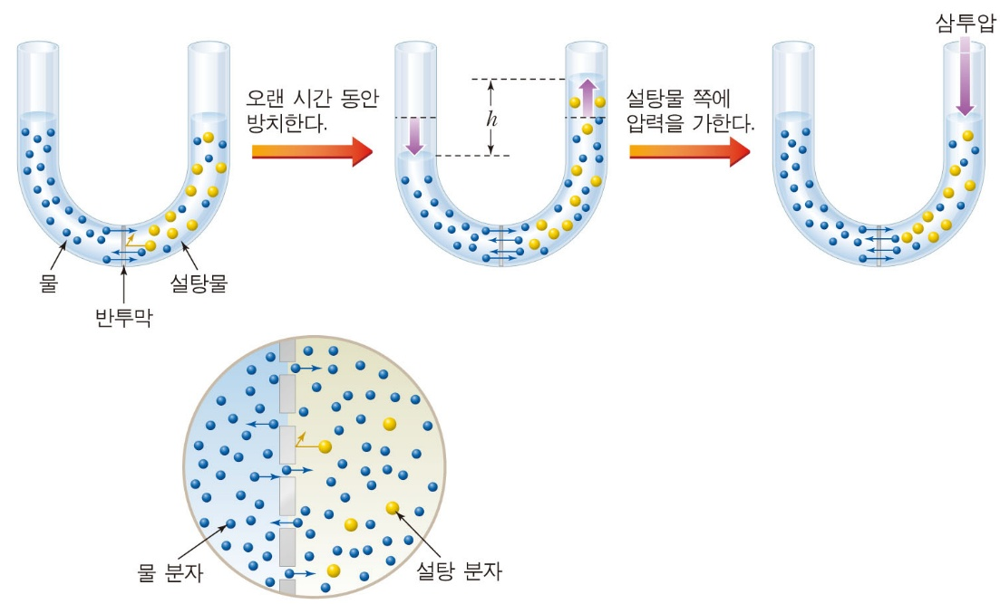 삼투압
오랜 시간 동안
방치한다.
h
설탕물 쪽에
압력을 가한다.
물
설탕물
반투막
물 분자
설탕 분자